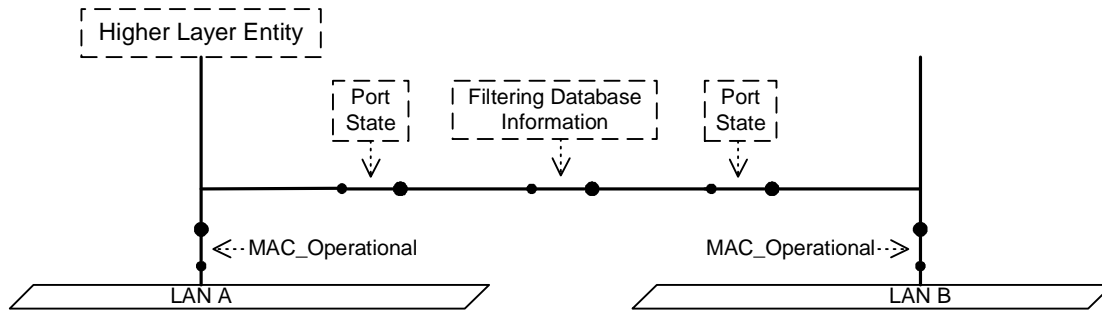 Higher Layer Entity
Port
State
Filtering Database
Information
Port
State
MAC_Operational
MAC_Operational
LAN A
LAN B